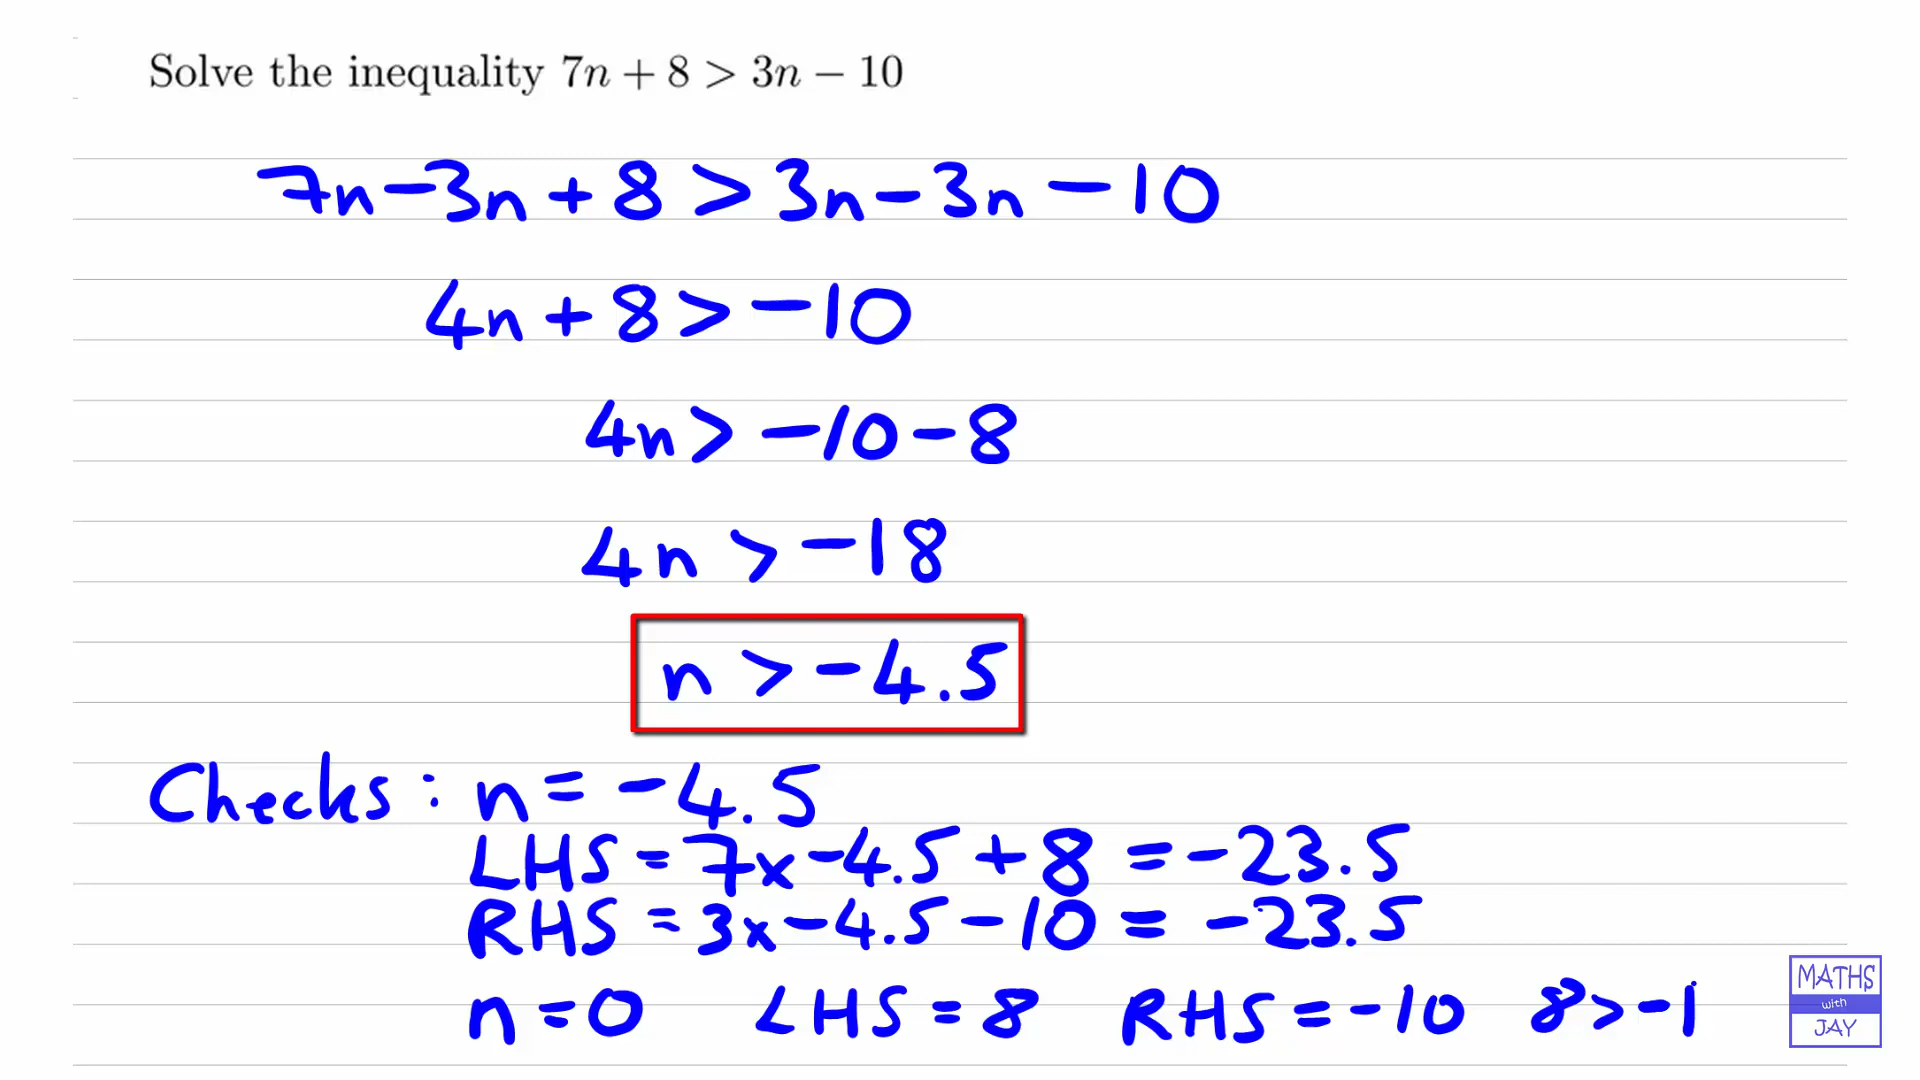 Solve the inequality 7n + 8 > 3n − 10
7n − 3n + 8 > 3n − 3n − 10
4n + 8 > −10
4n > −10 − 8
4n > −18
n > −4.5
Checks: n = −4.5
LHS = 7x −4.5 + 8 = −23.5
RHS = 3x −4.5 − 10 = −23.5
n = 0 LHS = 8 RHS = −10 8 > −1
MATHS
with
JAY